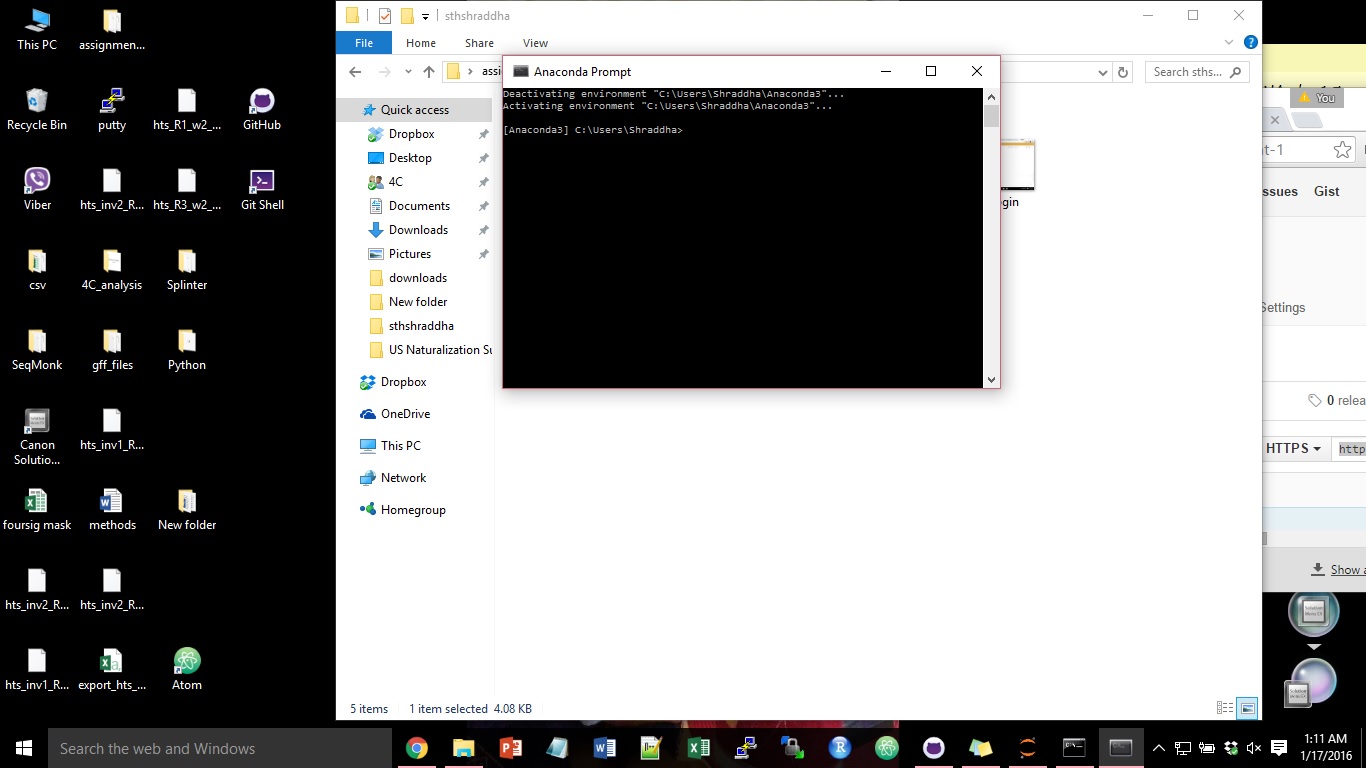 This PC
assignmen...
Recycle Bin
putty
hts_R1_w2_...
GitHub
Viber
hts_inv2_R...
hts_R3_w2_...
Git Shell
csv
4C_analysis
Splinter
SeqMonk
gff_files
Python
Canon
Solutio...
hts_inv1_R...
foursig mask
methods
New folder
hts_inv2_R...
hts_inv2_R...
hts_inv1_R...
export_hts_...
Atom
sthshraddha
File
Home
Share
View
assi
Search sths...
Quick access
Dropbox
Desktop
4C
Documents
Downloads
Pictures
downloads
New folder
sthshraddha
US Naturalization Su
Dropbox
OneDrive
This PC
Network
Homegroup
5 items
1 item selected 4.08 KB
Anaconda Prompt
Deactivating environment "C:\Users\Shraddha\Anaconda3"...
Activating environment "C:\Users\Shraddha\Anaconda3"...
[Anaconda3] C:\Users\Shraddha>
gin
You
nt-1
ssues
Gist
Settings
0 relea
HTTPS
http
Show a
Search the web and Windows
1:11 AM
1/17/2016